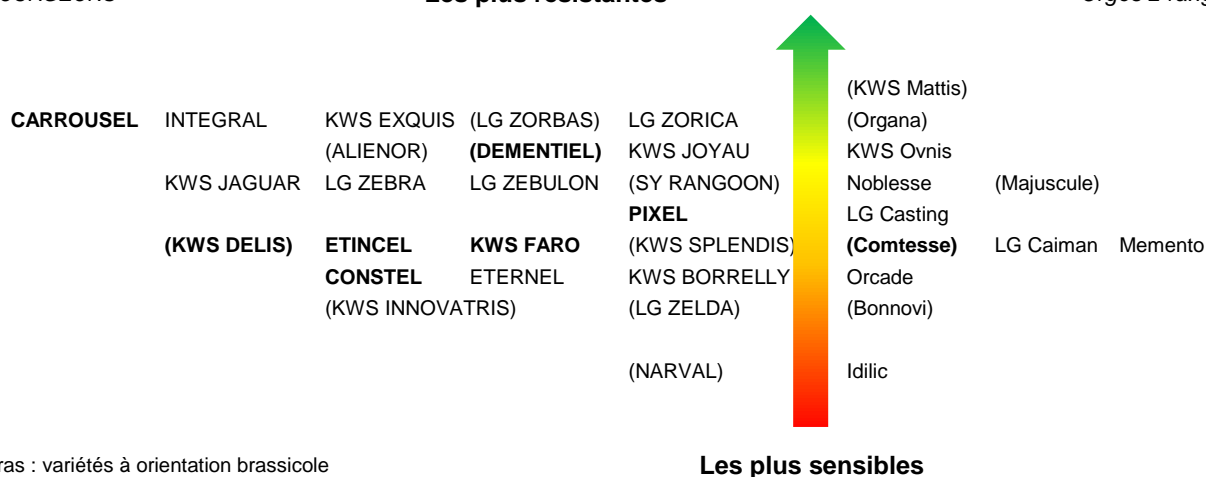 Les plus résistantes
(KWS Mattis)
CARROUSEL INTEGRAL KWS EXQUIS (LG ZORBAS) LG ZORICA (Organa)
(ALIENOR) (DEMENTIEL) KWS JOYAU KWS Ovnis
KWS JAGUAR LG ZEBRA LG ZEBULON (SY RANGOON) Noblesse (Majuscule)
PIXEL LG Casting
(KWS DELIS) ETINCEL KWS FARO (KWS SPLENDIS) (Comtesse) LG Caiman Memento
CONSTEL ETERNEL KWS BORRELLY Orcade
(KWS INNOVATRIS) (LG ZELDA) (Bonnovi)
(NARVAL) Idilic
: variétés à orientation brassicole
Les plus sensibles